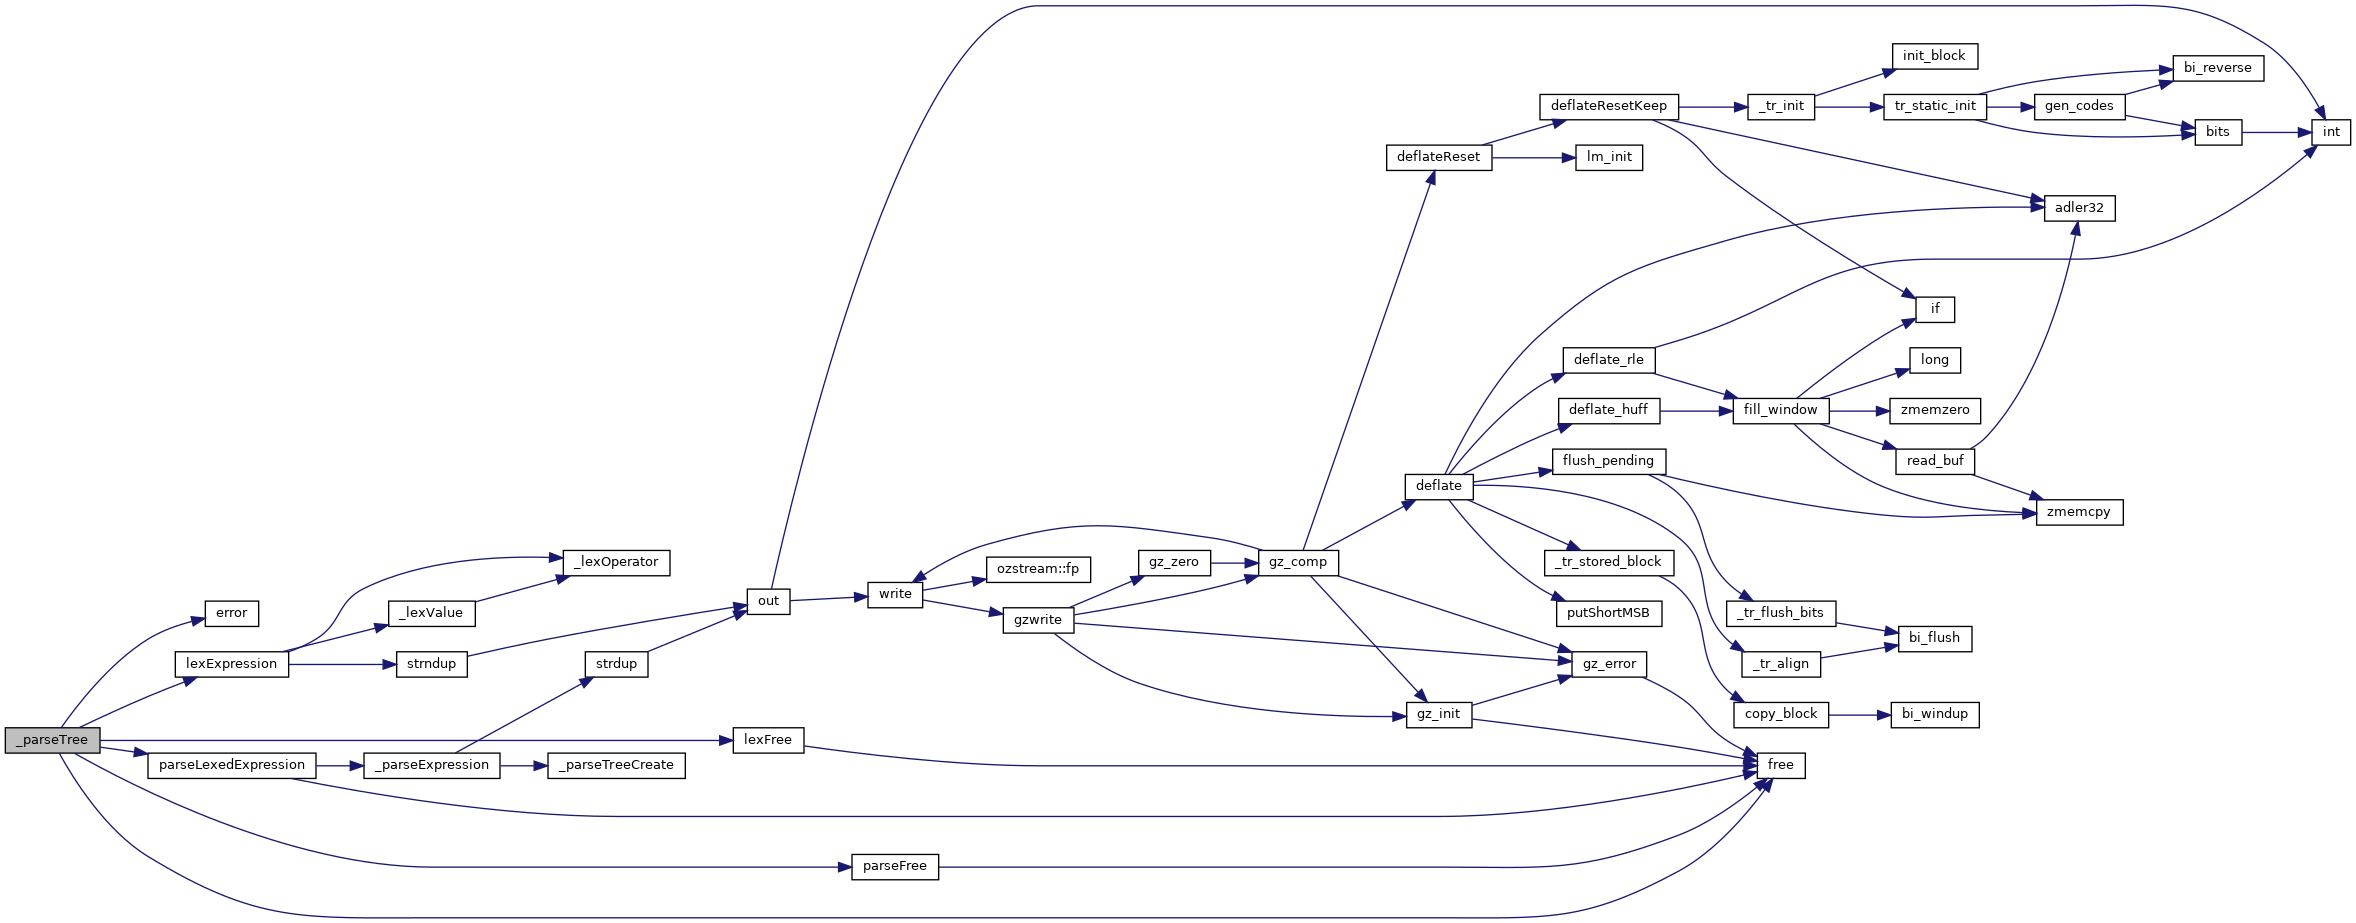 _parseTree
error
lexExpression
parseLexedExpression
_lexValue
strndup
_parseExpression
_lexOperator
strdup
_parseTreeCreate
out
lexFree
parseFree
write
ozstream::fp
gzwrite
gz_zero
gz_comp
deflateReset
deflate
gz_init
deflateResetKeep
lm_init
deflate_rle
deflate_huff
flush_pending
_tr_stored_block
putShortMSB
gz_error
_tr_init
fill_window
_tr_flush_bits
_tr_align
copy_block
free
init_block
tr_static_init
if
long
zmemzero
read_buf
bi_flush
bi_windup
gen_codes
adler32
zmemcpy
bi_reverse
bits
int